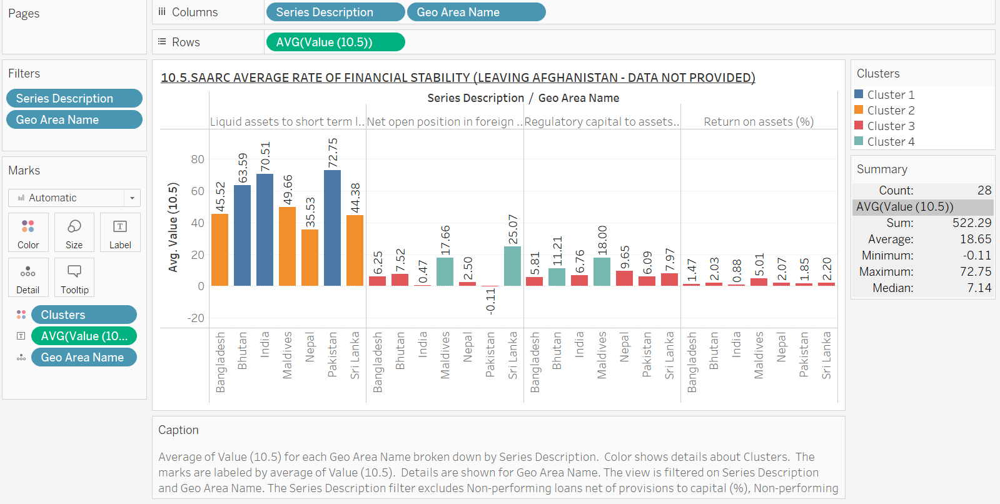 Pages
Columns
Series Description
Geo Area Name
Rows
AVG(Value (10.5))
Filters
Series Description
Geo Area Name
Marks
Automatic
Color
Size
Label
Detail
Tooltip
Clusters
AVG(Value (10...
Geo Area Name
10.5.SAARC AVERAGE RATE OF FINANCIAL STABILITY (LEAVING AFGHANISTAN - DATA NOT PROVIDED)
Series Description / Geo Area Name
Liquid assets to short term l..
Net open position in foreign ..
Regulatory capital to assets..
Return on assets (%)
Avg. Value (10.5)
80
60
40
20
0
-20
45.52
63.59
70.51
49.66
35.53
72.75
44.38
6.25
7.52
0.47
17.66
2.50
-0.11
25.07
5.81
11.21
6.76
18.00
9.65
6.09
7.97
1.47
2.03
0.88
5.01
2.07
1.85
2.20
Bangladesh
Bhutan
India
Maldives
Nepal
Pakistan
Sri Lanka
Bangladesh
Bhutan
India
Maldives
Nepal
Pakistan
Sri Lanka
Bangladesh
Bhutan
India
Maldives
Nepal
Pakistan
Sri Lanka
Bangladesh
Bhutan
India
Maldives
Nepal
Pakistan
Sri Lanka
Clusters
Cluster 1
Cluster 2
Cluster 3
Cluster 4
Summary
Count: 28
AVG(Value (10.5))
Sum: 522.29
Average: 18.65
Minimum: -0.11
Maximum: 72.75
Median: 7.14
Caption
Average of Value (10.5) for each Geo Area Name broken down by Series Description.  Color shows details about Clusters.  The
marks are labeled by average of Value (10.5).  Details are shown for Geo Area Name. The view is filtered on Series Description
and Geo Area Name. The Series Description filter excludes Non-performing loans net of provisions to capital (%), Non-performing